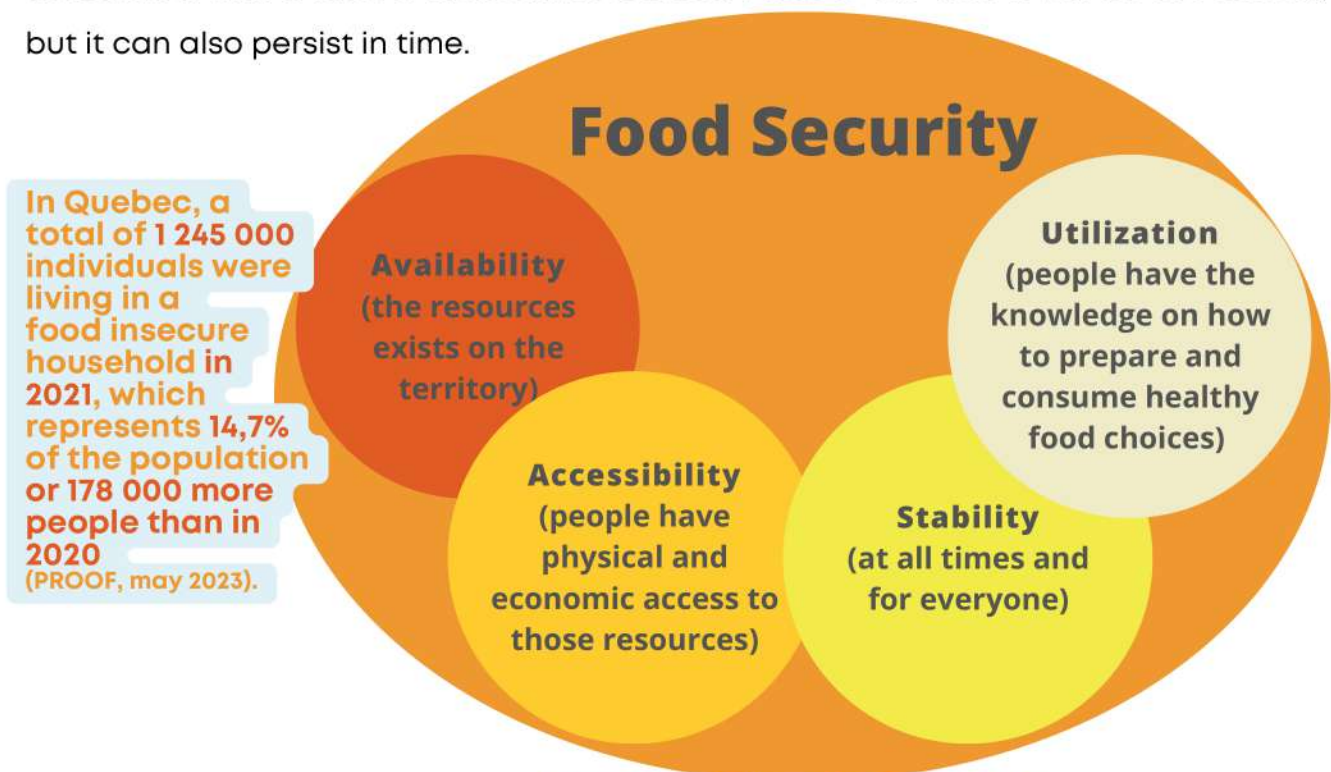 but it can also persist in time.
Food Security
In Quebec, a
total of 1 245 000
individuals were
living in a
food insecure
household in
2021, which
represents 14,7%
of the population
or 178 000 more
people than in
2020
(PROOF, may 2023).
Availability
(the resources
exists on the
territory)
Accessibility
(people have
physical and
economic access to
those resources)
Stability
(at all times and
for everyone)
Utilization
(people have the
knowledge on how
to prepare and
consume healthy
food choices)